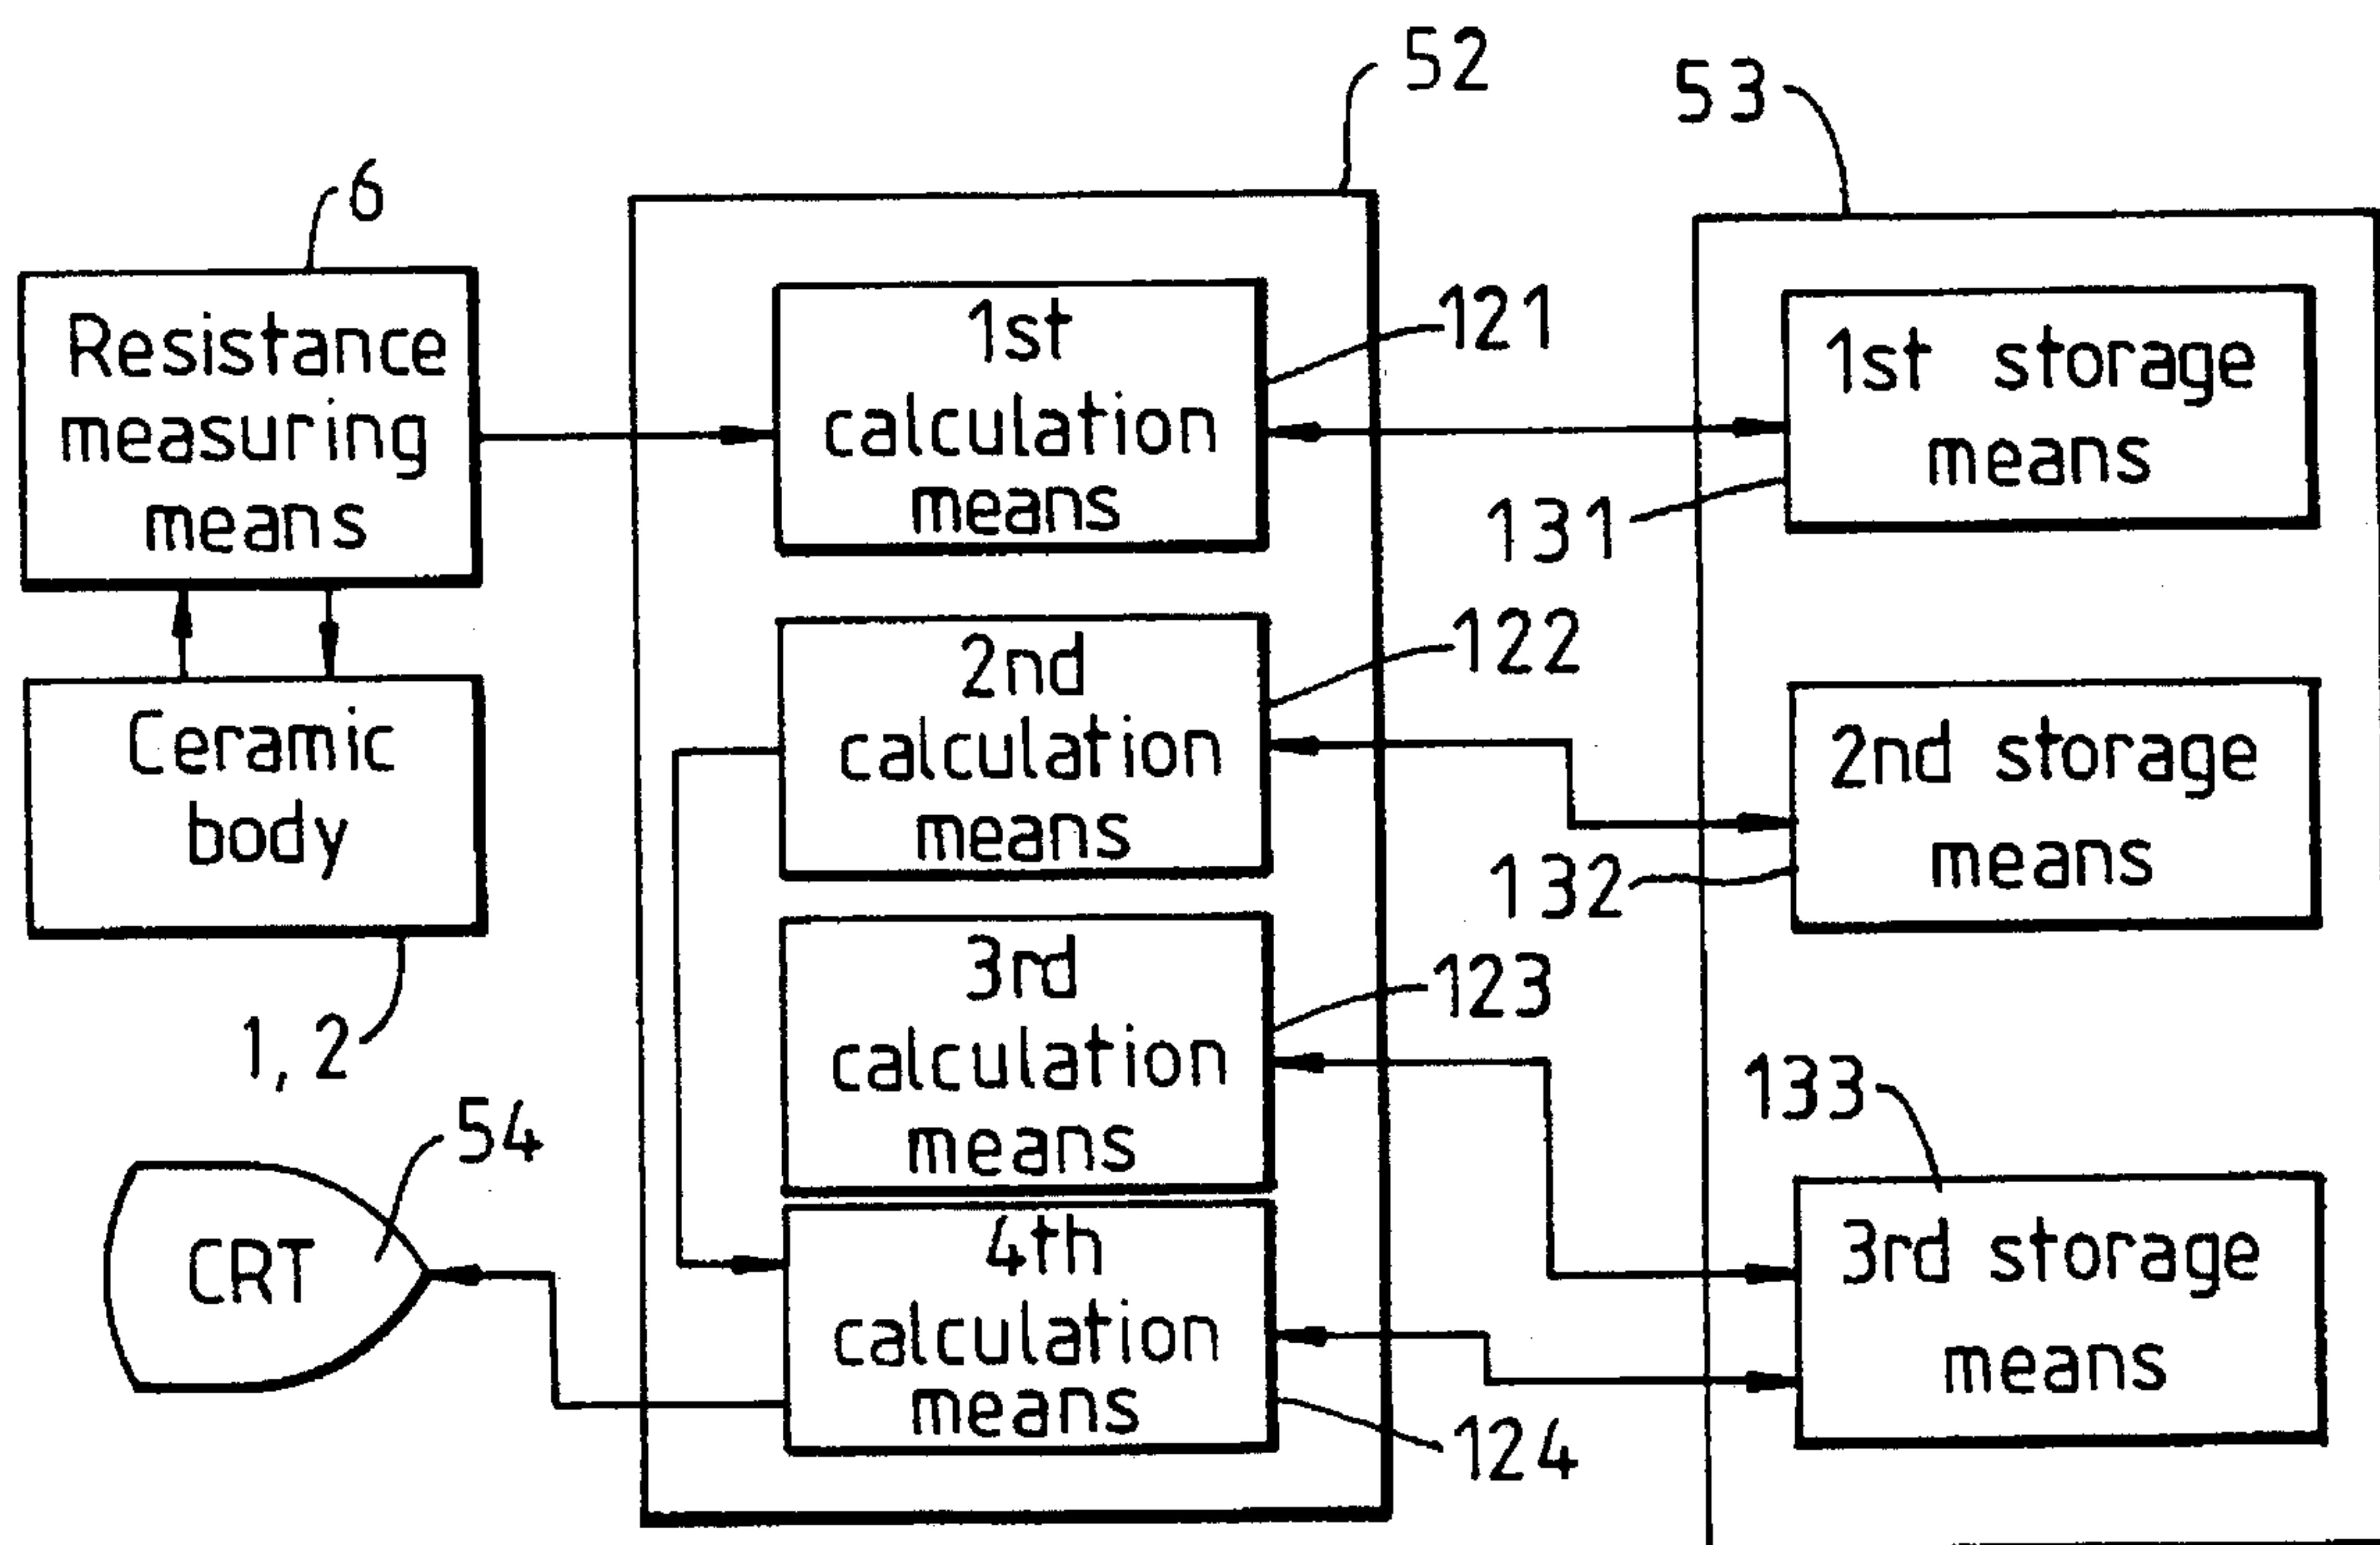 52
53
6
Resistance
measuring
means
1st
calculation
means
121
1st storage
means
131
Ceramic
body
1, 2
2nd
calculation
means
122
2nd storage
means
132
3rd
calculation
means
123
133
3rd storage
means
54
CRT
4th
calculation
means
124